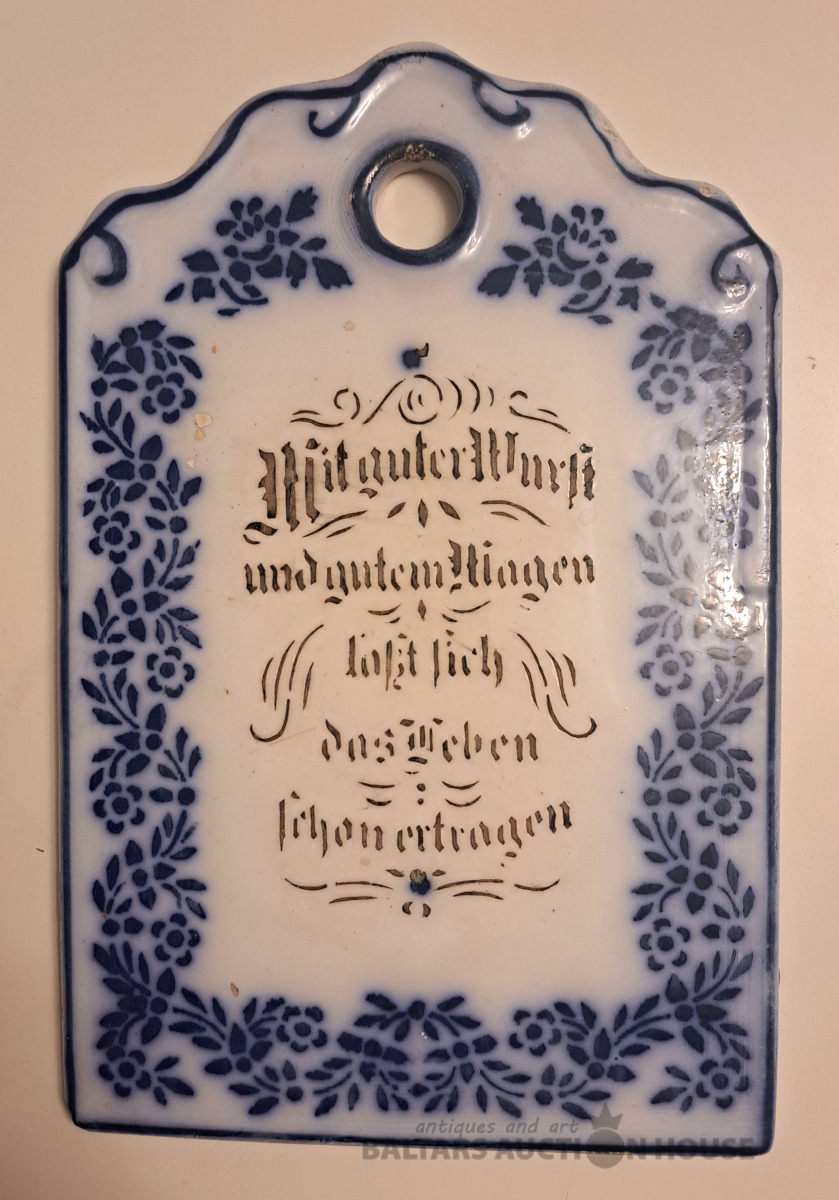 Mit guter Wurst
und gutem Magen
läßt sich
das Leben
schon ertragen
antiques and art
BALTARS AUCTION HOUSE